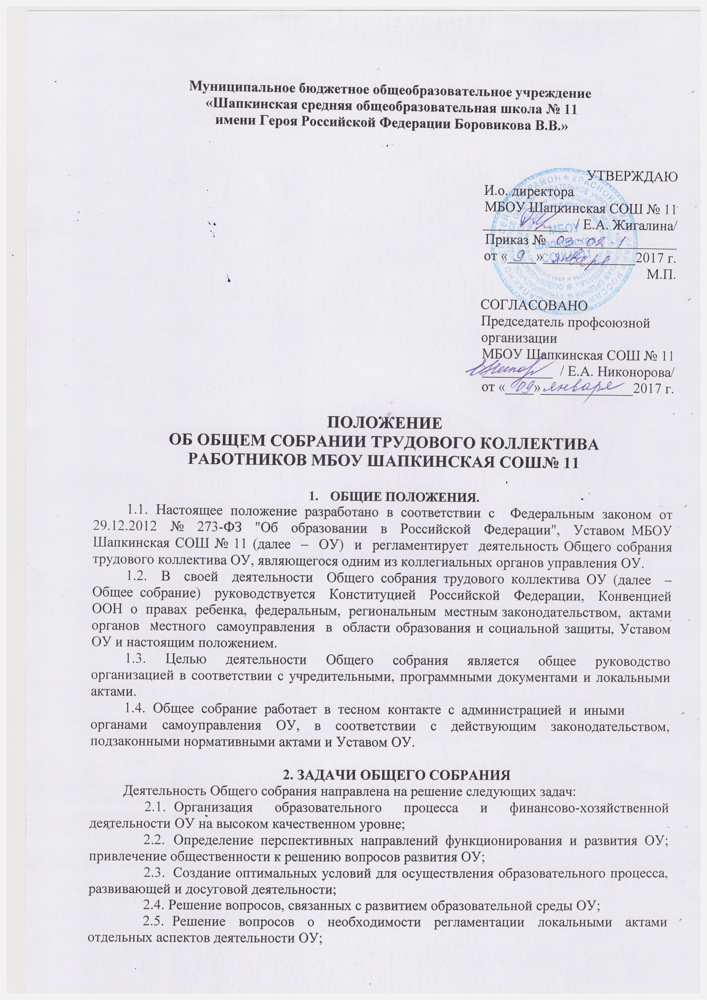 Муниципальное бюджетное общеобразовательное учреждение
«Шапкинская средняя общеобразовательная школа № 11
имени Героя Российской Федерации Боровикова В.В.»
УТВЕРЖДАЮ
И.о. директора
МБОУ Шапкинская СОШ № 11
____________ / Е.А. Жигалина/
Приказ № 03-02-1
от « 9 » января 2017 г.
М.П.
МБОУ
Шапкинская
СОШ №11
СОГЛАСОВАНО
Председатель профсоюзной
организации
МБОУ Шапкинская СОШ № 11
__________ / Е.А. Никонорова/
от « 09 » января 2017 г.
ПОЛОЖЕНИЕ
ОБ ОБЩЕМ СОБРАНИИ ТРУДОВОГО КОЛЛЕКТИВА
РАБОТНИКОВ МБОУ ШАПКИНСКАЯ СОШ№ 11
1. ОБЩИЕ ПОЛОЖЕНИЯ.
1.1. Настоящее положение разработано в соответствии с Федеральным законом от
29.12.2012 № 273-ФЗ "Об образовании в Российской Федерации", Уставом МБОУ
Шапкинская СОШ № 11 (далее – ОУ) и регламентирует деятельность Общего собрания
трудового коллектива ОУ, являющегося одним из коллегиальных органов управления ОУ.
1.2. В своей деятельности Общего собрания трудового коллектива ОУ (далее –
Общее собрание) руководствуется Конституцией Российской Федерации, Конвенцией
ООН о правах ребенка, федеральным, региональным местным законодательством, актами
органов местного самоуправления в области образования и социальной защиты, Уставом
ОУ и настоящим положением.
1.3. Целью деятельности Общего собрания является общее руководство
организацией в соответствии с учредительными, программными документами и локальными
актами.
1.4. Общее собрание работает в тесном контакте с администрацией и иными
органами самоуправления ОУ, в соответствии с действующим законодательством,
подзаконными нормативными актами и Уставом ОУ.
2. ЗАДАЧИ ОБЩЕГО СОБРАНИЯ
Деятельность Общего собрания направлена на решение следующих задач:
2.1. Организация образовательного процесса и финансово-хозяйственной
деятельности ОУ на высоком качественном уровне;
2.2. Определение перспективных направлений функционирования и развития ОУ;
привлечение общественности к решению вопросов развития ОУ;
2.3. Создание оптимальных условий для осуществления образовательного процесса,
развивающей и досуговой деятельности;
2.4. Решение вопросов, связанных с развитием образовательной среды ОУ;
2.5. Решение вопросов о необходимости регламентации локальными актами
отдельных аспектов деятельности ОУ;